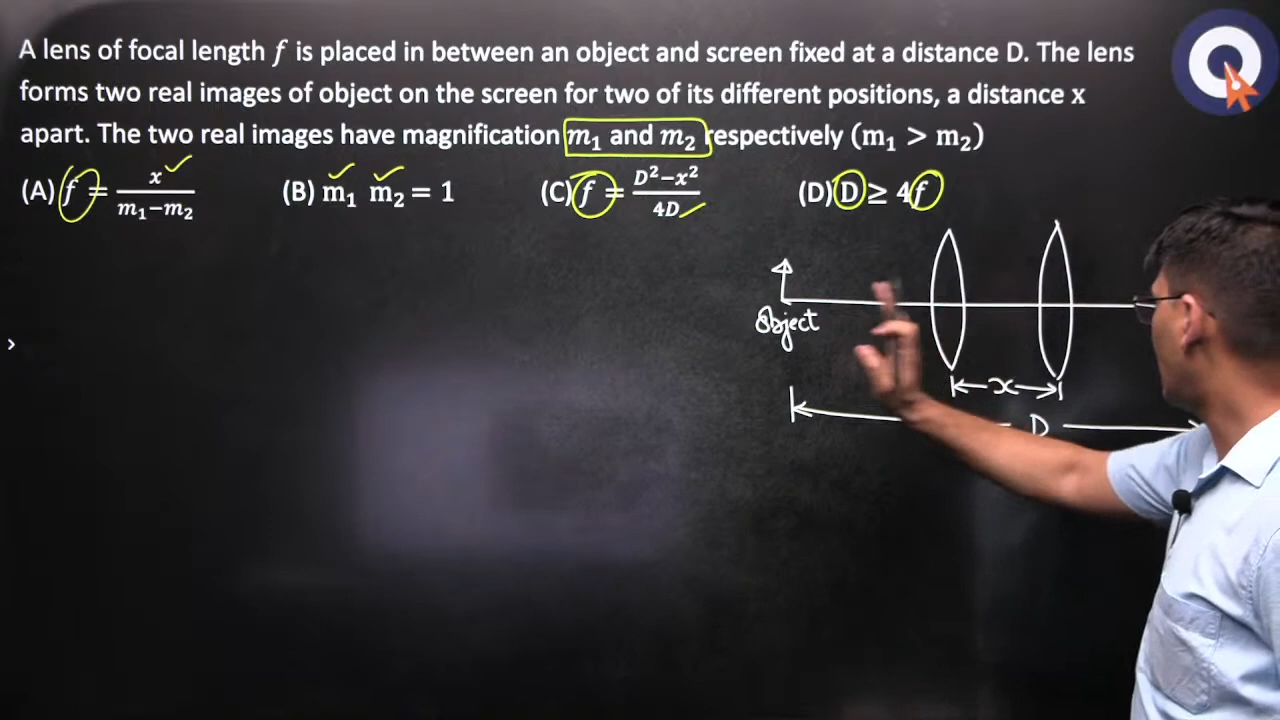 A lens of focal length f is placed in between an object and screen fixed at a distance D. The lens
forms two real images of object on the screen for two of its different positions, a distance x
apart. The two real images have magnification m₁ and m₂ respectively (m₁ > m₂)
(A) f = x/(m₁−m₂) (B) m₁ m₂ = 1 (C) f = (D²−x²)/4D (D) D ≥ 4f
Object
x
D